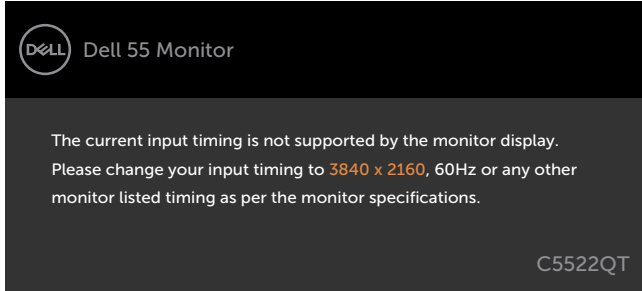 DELL Dell 55 Monitor
The current input timing is not supported by the monitor display.
Please change your input timing to 3840 x 2160, 60Hz or any other
monitor listed timing as per the monitor specifications.
C5522QT